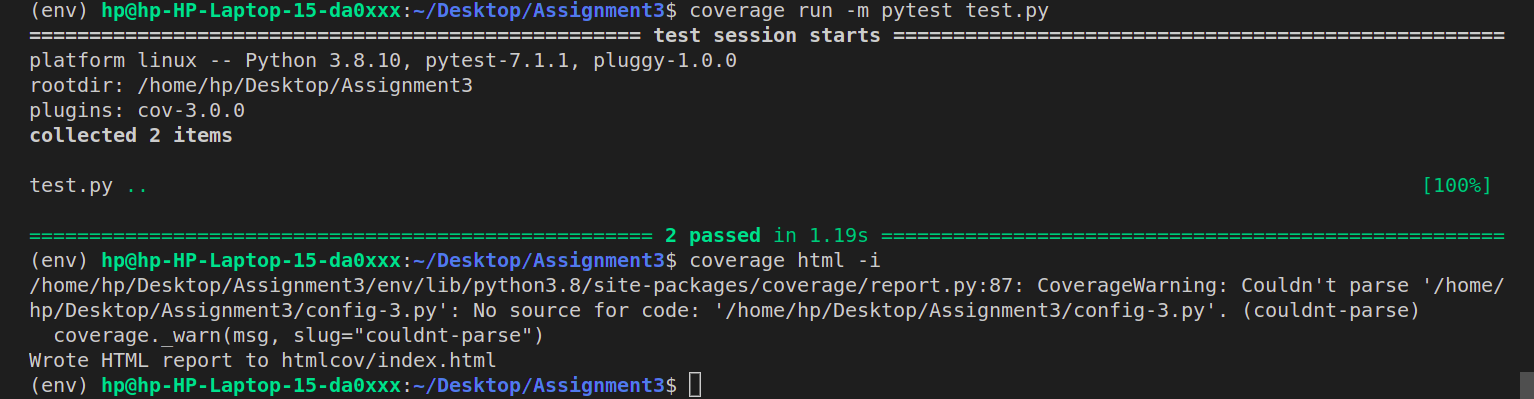 (env) hp@hp-HP-Laptop-15-da0xxx:~/Desktop/Assignment3$ coverage run -m pytest test.py
=================================================== test session starts ===================================================
platform linux -- Python 3.8.10, pytest-7.1.1, pluggy-1.0.0
rootdir: /home/hp/Desktop/Assignment3
plugins: cov-3.0.0
collected 2 items
test.py .. [100%]
==================================================== 2 passed in 1.19s ====================================================
(env) hp@hp-HP-Laptop-15-da0xxx:~/Desktop/Assignment3$ coverage html -i
/home/hp/Desktop/Assignment3/env/lib/python3.8/site-packages/coverage/report.py:87: CoverageWarning: Couldn't parse '/home/
hp/Desktop/Assignment3/config-3.py': No source for code: '/home/hp/Desktop/Assignment3/config-3.py'. (couldnt-parse)
  coverage._warn(msg, slug="couldnt-parse")
Wrote HTML report to htmlcov/index.html
(env) hp@hp-HP-Laptop-15-da0xxx:~/Desktop/Assignment3$